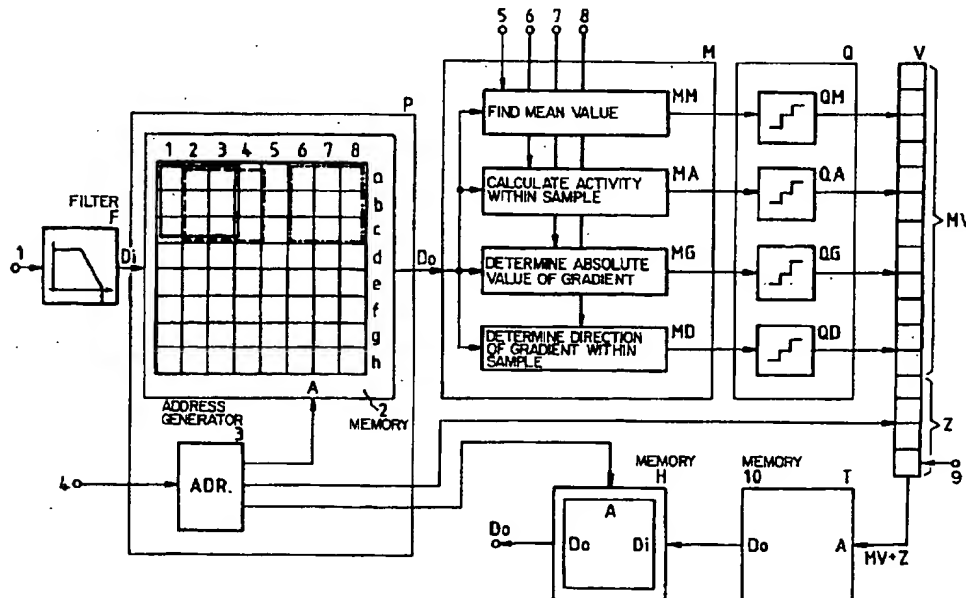 5 6 7 8
M Q V
P
MM QM
FIND MEAN VALUE
1 2 3 4 5 6 7 8
a
b
c
d
e
f
g
h
CALCULATE ACTIVITY
WITHIN SAMPLE
MA QA
MV
FILTER
F
1
Di
Do
DETERMINE ABSOLUTE
VALUE OF GRADIENT
MG QG
DETERMINE DIRECTION
OF GRADIENT WITHIN
SAMPLE
MD QD
A
2
MEMORY
ADDRESS
GENERATOR
3
Z
4
ADR.
MEMORY
H
MEMORY
10 T
9
A
Do
Do Di
Do A
MV+Z